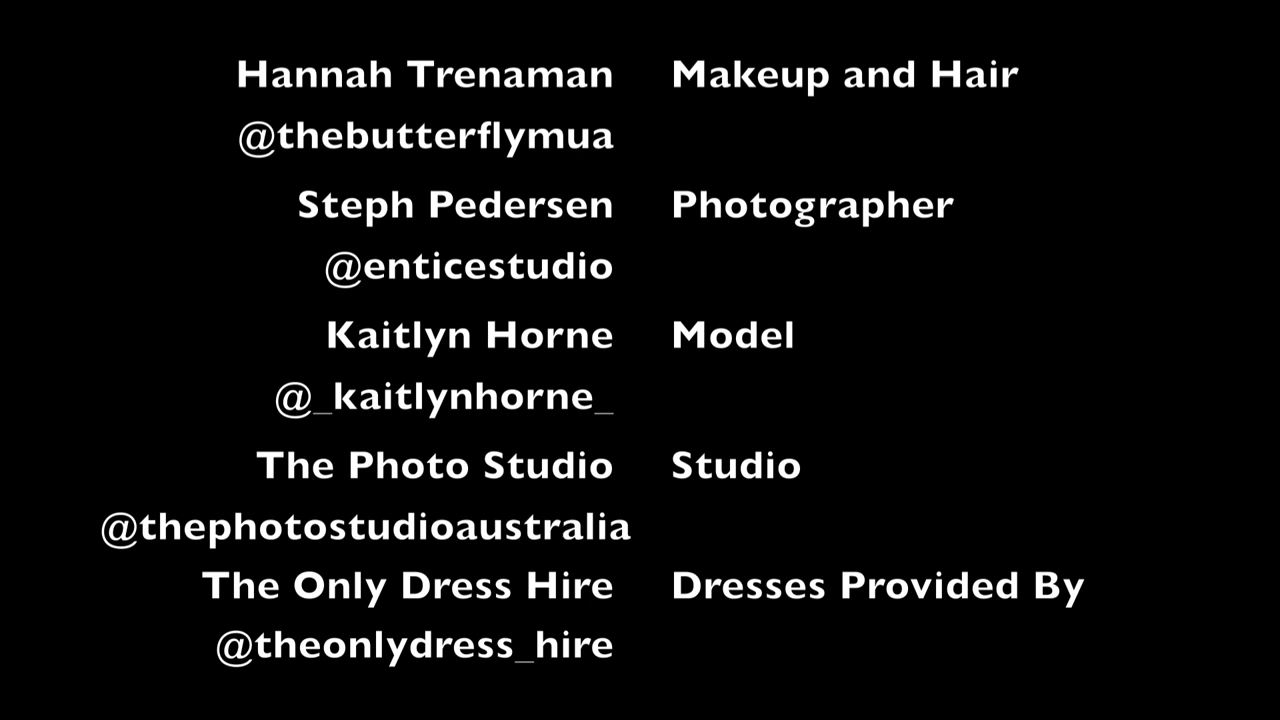 Hannah Trenaman Makeup and Hair
@thebutterflymua
Steph Pedersen Photographer
@enticestudio
Kaitlyn Horne Model
@_kaitlynhorne_
The Photo Studio Studio
@thephotostudioaustralia
The Only Dress Hire Dresses Provided By
@theonlydress_hire